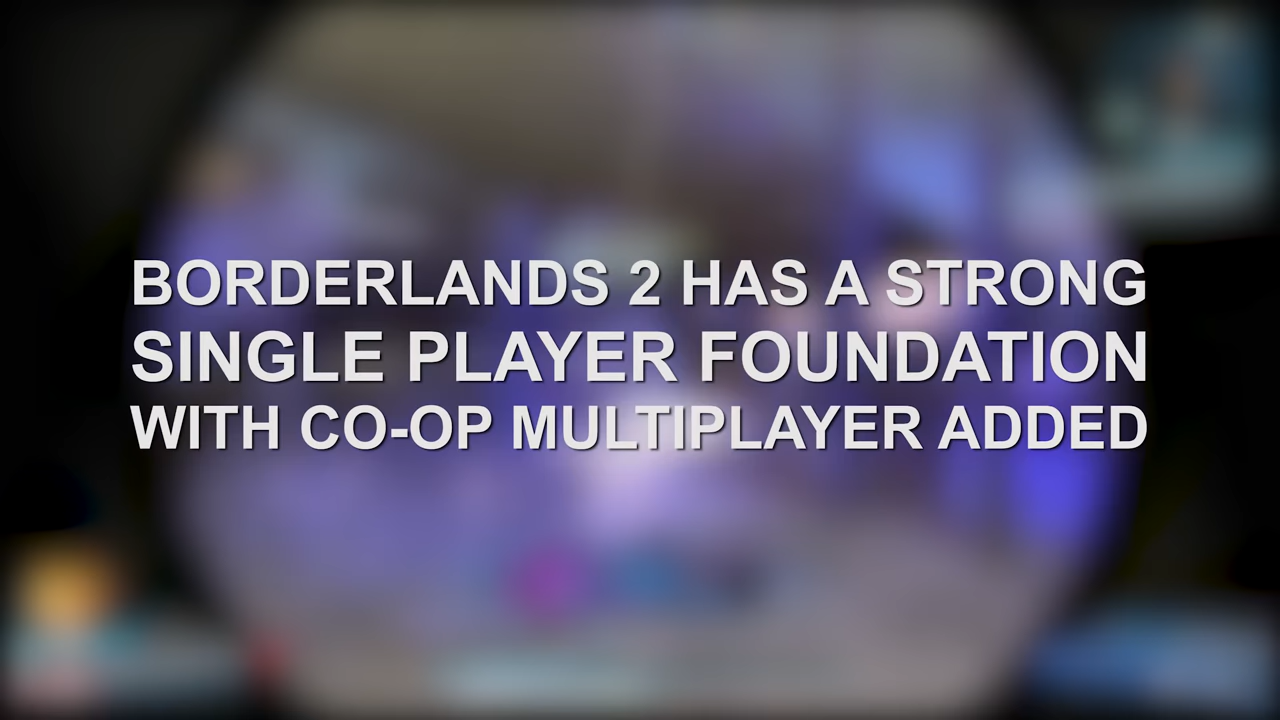 BORDERLANDS 2 HAS A STRONG
SINGLE PLAYER FOUNDATION
WITH CO-OP MULTIPLAYER ADDED